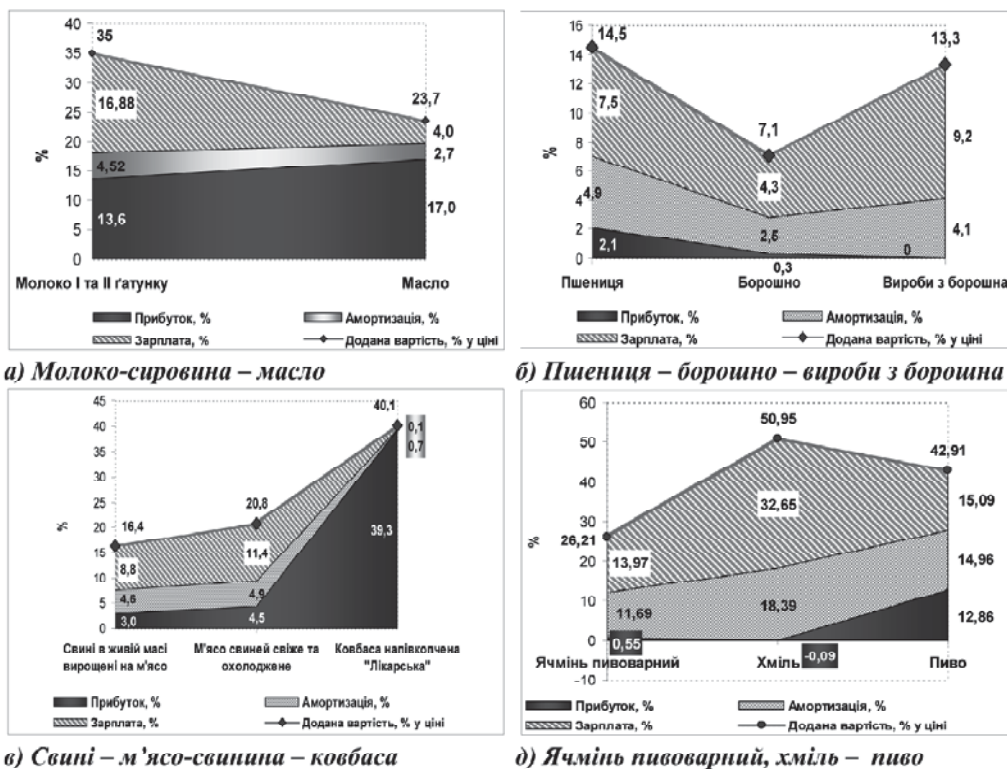 40
35
30
25
20
15
10
5
0
%
35
16,88
4,52
13,6
23,7
4,0
2,7
17,0
Молоко І та ІІ ґатунку
Масло
Прибуток, %
Амортизація, %
Зарплата, %
Додана вартість, % у ціні
а) Молоко-сировина – масло
16
14
12
10
8
6
4
2
0
%
14,5
7,5
4,9
2,1
7,1
4,3
2,5
0,3
13,3
9,2
4,1
0
Пшениця
Борошно
Вироби з борошна
Прибуток, %
Амортизація, %
Зарплата, %
Додана вартість, % у ціні
б) Пшениця – борошно – вироби з борошна
45
40
35
30
25
20
15
10
5
0
%
16,4
8,8
4,6
3,0
20,8
11,4
4,9
4,5
40,1
0,1
0,7
39,3
Свині в живій масі
вирощені на м'ясо
М'ясо свиней свіже та
охолоджене
Ковбаса напівкопчена
"Лікарська"
Прибуток, %
Амортизація, %
Зарплата, %
Додана вартість, % у ціні
в) Свині – м’ясо-свинина – ковбаса
60
50
40
30
20
10
0
-10
%
26,21
13,97
11,69
0,55
50,95
32,65
18,39
-0,09
42,91
15,09
14,96
12,86
Ячмінь пивоварний
Хміль
Пиво
Прибуток, %
Амортизація, %
Зарплата, %
Додана вартість, % у ціні
д) Ячмінь пивоварний, хміль – пиво